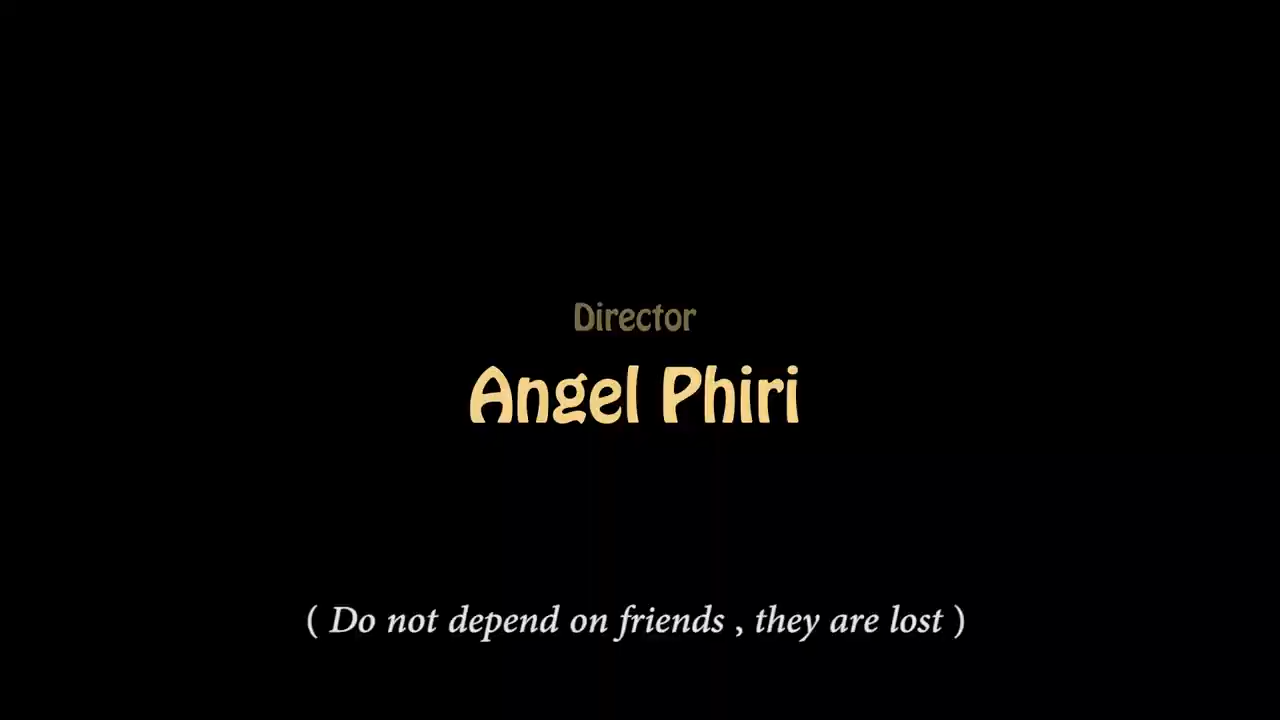 Director
Angel Phiri
( Do not depend on friends , they are lost )